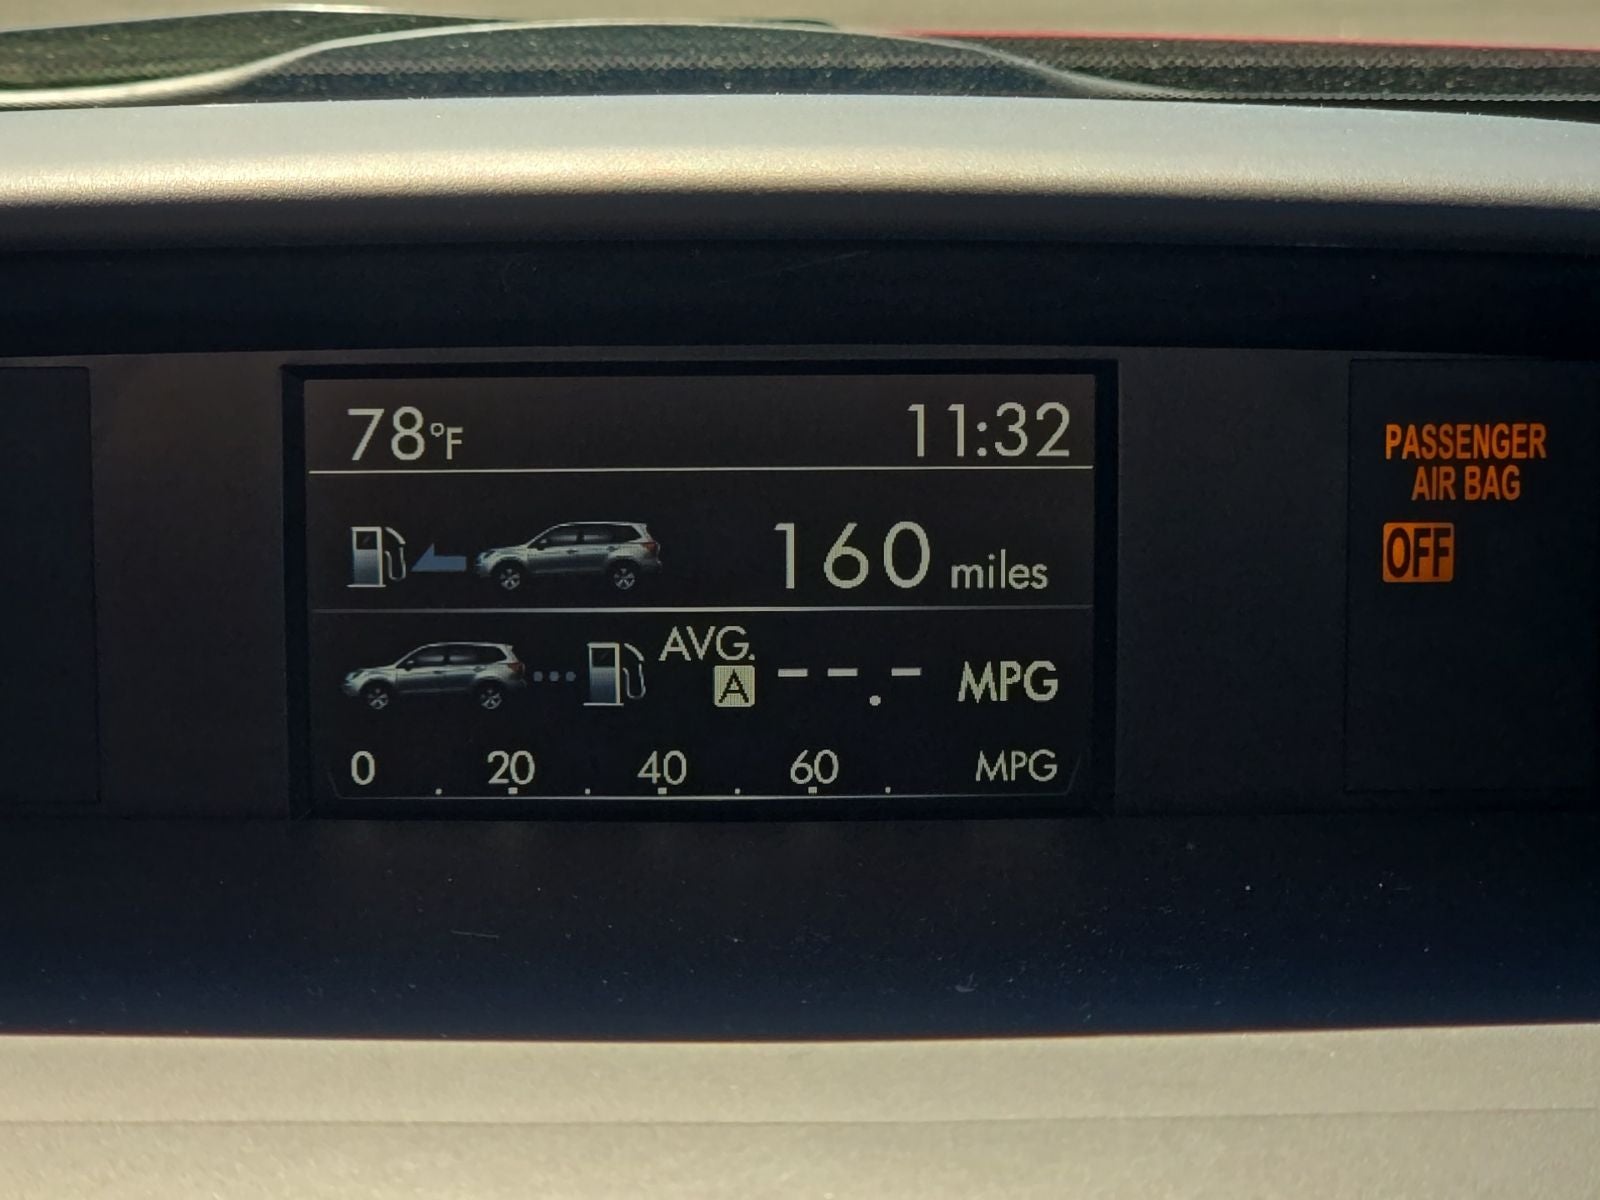 78°F 11:32
160 miles
AVG.
A --.- MPG
0 20 40 60 MPG
PASSENGER
AIR BAG
OFF